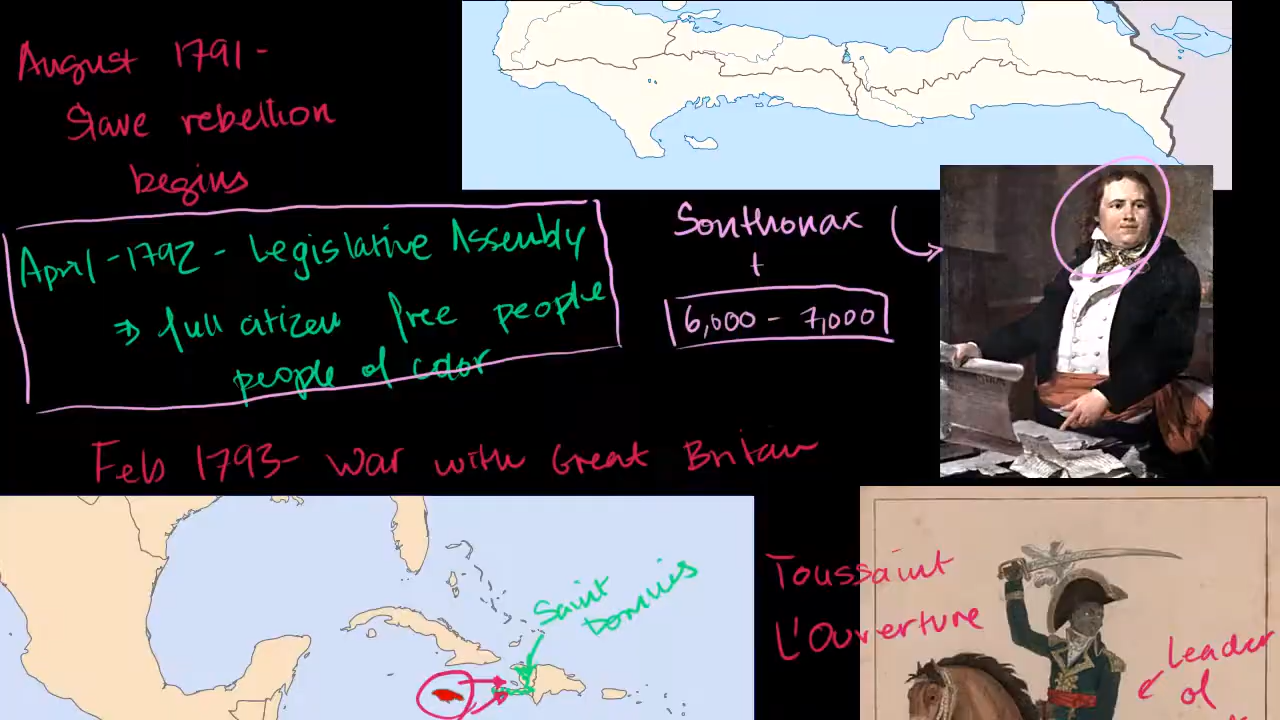 August 1791 -
Slave rebellion
begins
April - 1792 - Legislative Assembly
⇒ full citizen free people
people of color
Sonthonax
+
6,000 - 7,000
Feb 1793 - War with Great Britain
Saint
Domnies
Toussaint
L'Ouverture
Leader
of